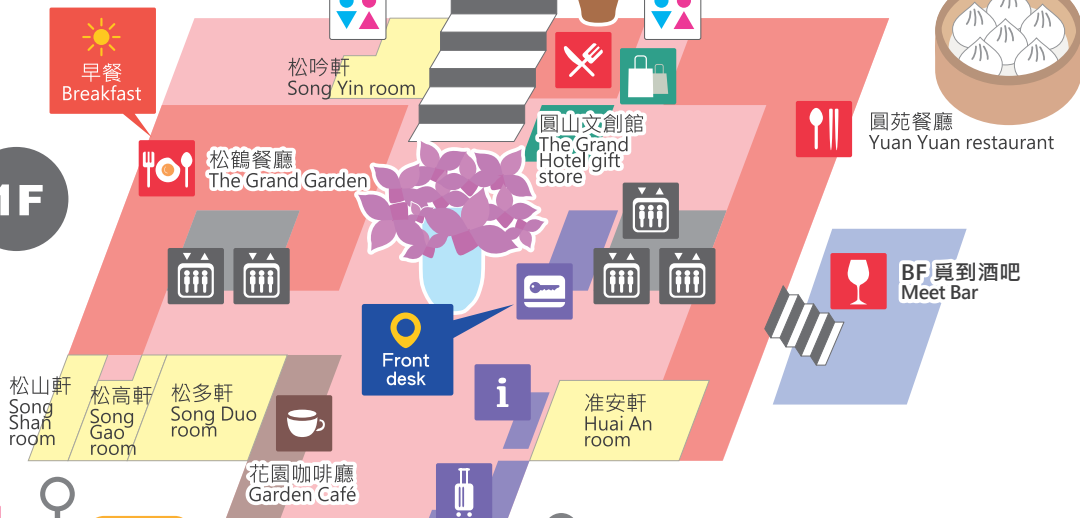 早餐
Breakfast
松吟軒
Song Yin room
圓山文創館
The Grand
Hotel gift
store
圓苑餐廳
Yuan Yuan restaurant
松鶴餐廳
The Grand Garden
1F
BF 覓到酒吧
Meet Bar
Front
desk
i
松山軒
Song
Shan
room
松高軒
Song
Gao
room
松多軒
Song Duo
room
准安軒
Huai An
room
花園咖啡廳
Garden Café